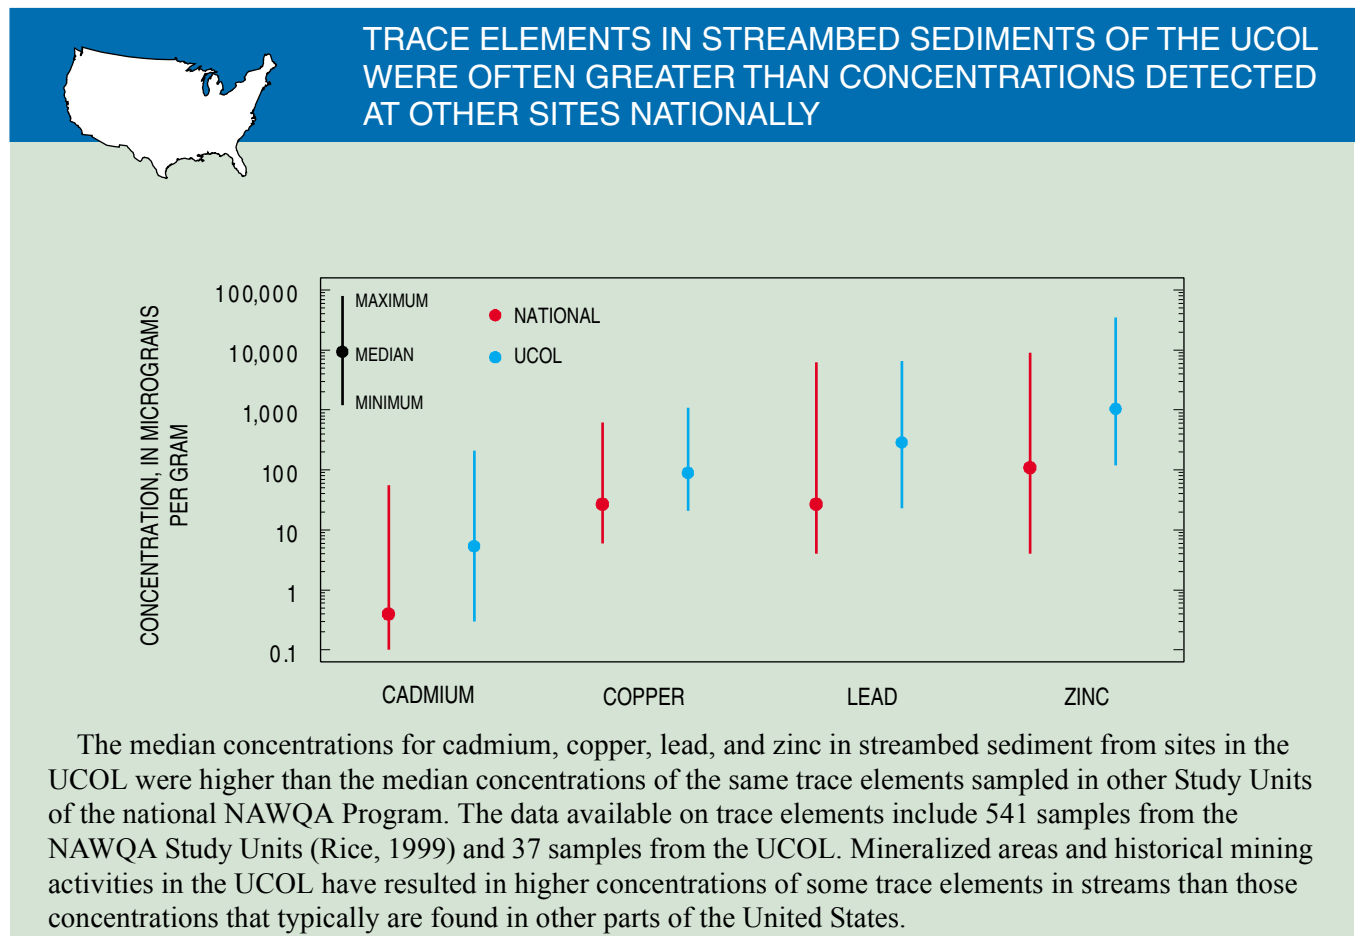 TRACE ELEMENTS IN STREAMBED SEDIMENTS OF THE UCOL
WERE OFTEN GREATER THAN CONCENTRATIONS DETECTED
AT OTHER SITES NATIONALLY
CONCENTRATION, IN MICROGRAMS
PER GRAM
100,000
10,000
1,000
100
10
1
0.1
MAXIMUM
MEDIAN
MINIMUM
NATIONAL
UCOL
CADMIUM
COPPER
LEAD
ZINC
The median concentrations for cadmium, copper, lead, and zinc in streambed sediment from sites in the
UCOL were higher than the median concentrations of the same trace elements sampled in other Study Units
of the national NAWQA Program. The data available on trace elements include 541 samples from the
NAWQA Study Units (Rice, 1999) and 37 samples from the UCOL. Mineralized areas and historical mining
activities in the UCOL have resulted in higher concentrations of some trace elements in streams than those
concentrations that typically are found in other parts of the United States.